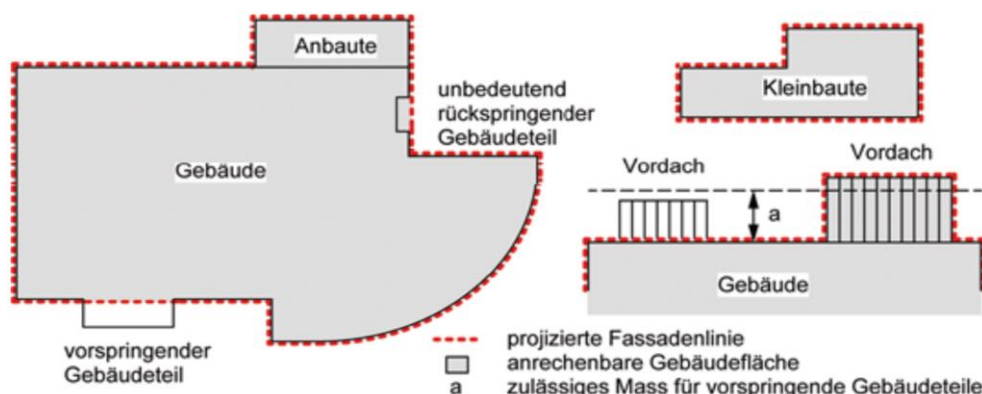 Anbaute
Gebäude
unbedeutend
rückspringender
Gebäudeteil
vorspringender
Gebäudeteil
Kleinbaute
Vordach
Vordach
a
Gebäude
projizierte Fassadenlinie
anrechenbare Gebäudefläche
a zulässiges Mass für vorspringende Gebäudeteile